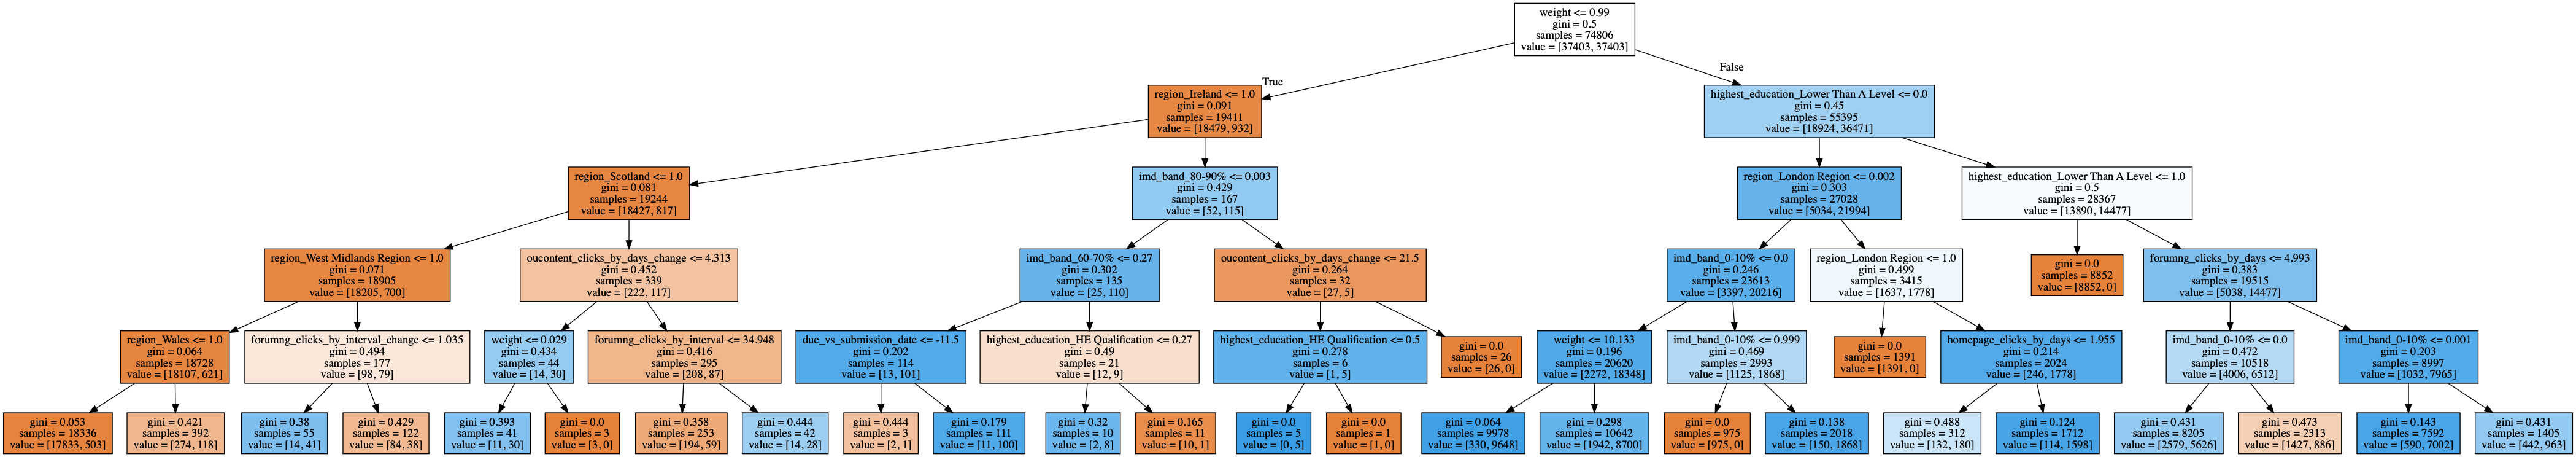 weight <= 0.99
gini = 0.5
samples = 74806
value = [37403, 37403]
True
False
region_Ireland <= 1.0
gini = 0.091
samples = 19411
value = [18479, 932]
highest_education_Lower Than A Level <= 0.0
gini = 0.45
samples = 55395
value = [18924, 36471]
region_Scotland <= 1.0
gini = 0.081
samples = 19244
value = [18427, 817]
imd_band_80-90% <= 0.003
gini = 0.429
samples = 167
value = [52, 115]
region_London Region <= 0.002
gini = 0.303
samples = 27028
value = [5034, 21994]
highest_education_Lower Than A Level <= 1.0
gini = 0.5
samples = 28367
value = [13890, 14477]
region_West Midlands Region <= 1.0
gini = 0.071
samples = 18905
value = [18205, 700]
oucontent_clicks_by_days_change <= 4.313
gini = 0.452
samples = 339
value = [222, 117]
imd_band_60-70% <= 0.27
gini = 0.302
samples = 135
value = [25, 110]
oucontent_clicks_by_days_change <= 21.5
gini = 0.264
samples = 32
value = [27, 5]
imd_band_0-10% <= 0.0
gini = 0.246
samples = 23613
value = [3397, 20216]
region_London Region <= 1.0
gini = 0.499
samples = 3415
value = [1637, 1778]
gini = 0.0
samples = 8852
value = [8852, 0]
forumng_clicks_by_days <= 4.993
gini = 0.383
samples = 19515
value = [5038, 14477]
region_Wales <= 1.0
gini = 0.064
samples = 18728
value = [18107, 621]
forumng_clicks_by_interval_change <= 1.035
gini = 0.494
samples = 177
value = [98, 79]
weight <= 0.029
gini = 0.434
samples = 44
value = [14, 30]
forumng_clicks_by_interval <= 34.948
gini = 0.416
samples = 295
value = [208, 87]
due_vs_submission_date <= -11.5
gini = 0.202
samples = 114
value = [13, 101]
highest_education_HE Qualification <= 0.27
gini = 0.49
samples = 21
value = [12, 9]
highest_education_HE Qualification <= 0.5
gini = 0.278
samples = 6
value = [1, 5]
gini = 0.0
samples = 26
value = [26, 0]
weight <= 10.133
gini = 0.196
samples = 20620
value = [2272, 18348]
imd_band_0-10% <= 0.999
gini = 0.469
samples = 2993
value = [1125, 1868]
gini = 0.0
samples = 1391
value = [1391, 0]
homepage_clicks_by_days <= 1.955
gini = 0.214
samples = 2024
value = [246, 1778]
imd_band_0-10% <= 0.0
gini = 0.472
samples = 10518
value = [4006, 6512]
imd_band_0-10% <= 0.001
gini = 0.203
samples = 8997
value = [1032, 7965]
gini = 0.053
samples = 18336
value = [17833, 503]
gini = 0.421
samples = 392
value = [274, 118]
gini = 0.38
samples = 55
value = [14, 41]
gini = 0.429
samples = 122
value = [84, 38]
gini = 0.393
samples = 41
value = [11, 30]
gini = 0.0
samples = 3
value = [3, 0]
gini = 0.358
samples = 253
value = [194, 59]
gini = 0.444
samples = 42
value = [14, 28]
gini = 0.444
samples = 3
value = [2, 1]
gini = 0.179
samples = 111
value = [11, 100]
gini = 0.32
samples = 10
value = [2, 8]
gini = 0.165
samples = 11
value = [10, 1]
gini = 0.0
samples = 5
value = [0, 5]
gini = 0.0
samples = 1
value = [1, 0]
gini = 0.064
samples = 9978
value = [330, 9648]
gini = 0.298
samples = 10642
value = [1942, 8700]
gini = 0.0
samples = 975
value = [975, 0]
gini = 0.138
samples = 2018
value = [150, 1868]
gini = 0.488
samples = 312
value = [132, 180]
gini = 0.124
samples = 1712
value = [114, 1598]
gini = 0.431
samples = 8205
value = [2579, 5626]
gini = 0.473
samples = 2313
value = [1427, 886]
gini = 0.143
samples = 7592
value = [590, 7002]
gini = 0.431
samples = 1405
value = [442, 963]